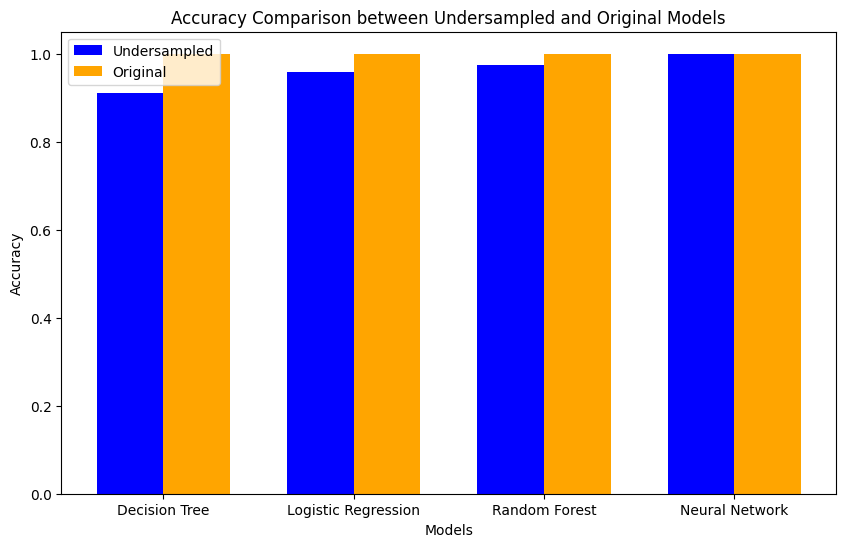 Accuracy Comparison between Undersampled and Original Models
Undersampled
Original
Accuracy
1.0
0.8
0.6
0.4
0.2
0.0
Decision Tree
Logistic Regression
Random Forest
Neural Network
Models